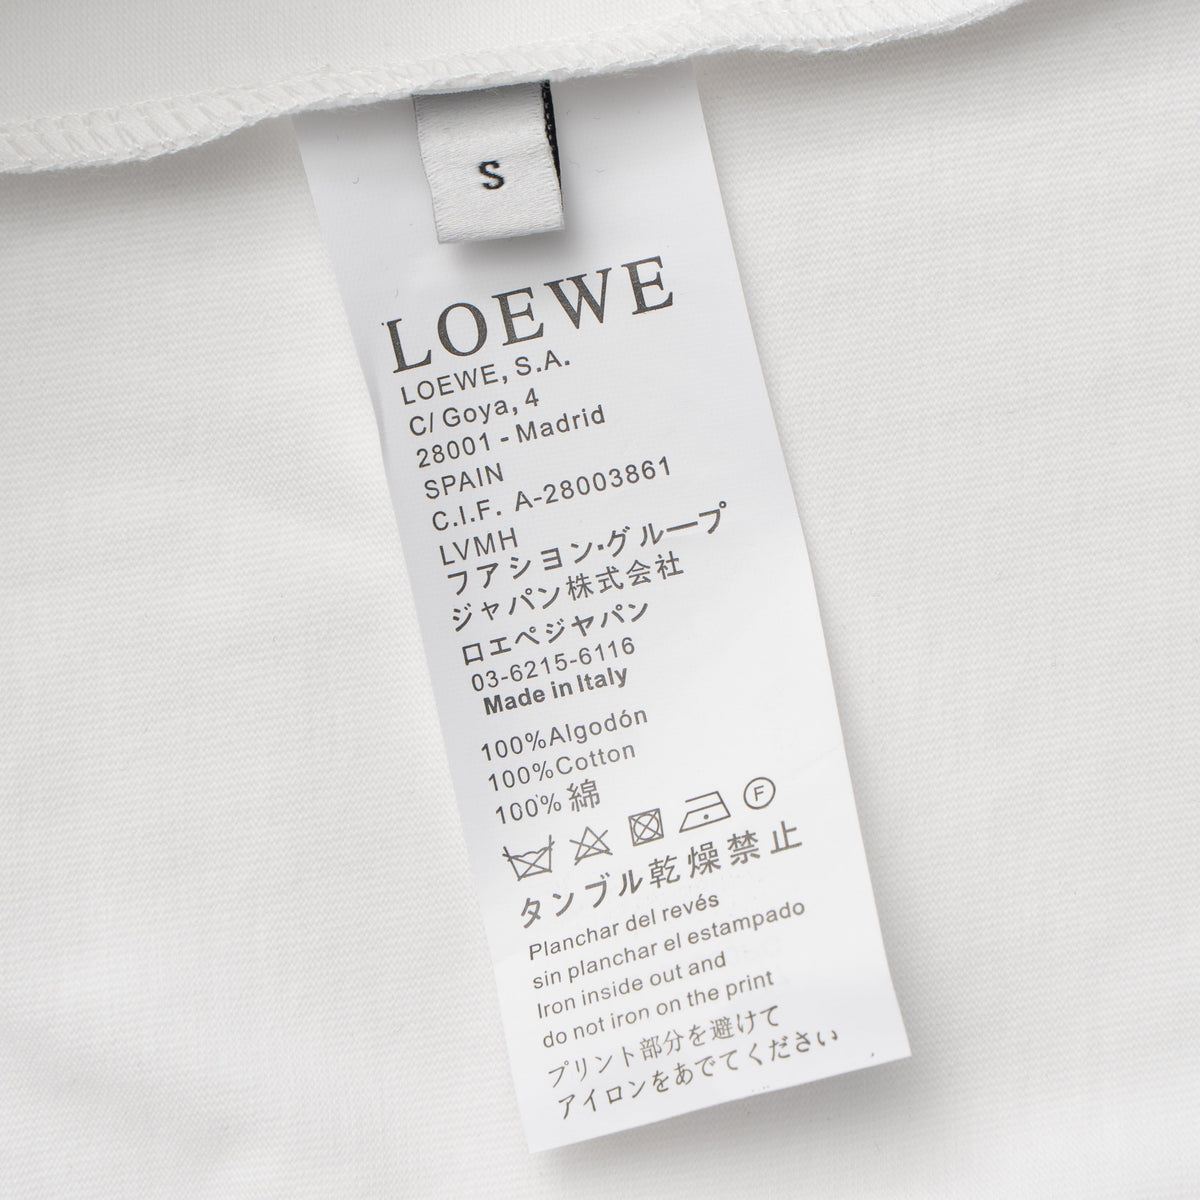 S
LOEWE
LOEWE, S.A.
C/ Goya, 4
28001 - Madrid
SPAIN
C.I.F. A-28003861
LVMH
フアシヨン・グループ
ジャパン株式会社
ロエペジヤパン
03-6215-6116
Made in Italy
100%Algodón
100%Cotton
100% 綿
F
タンブル乾燥禁止
Planchar del revés
sin planchar el estampado
Iron inside out and
do not iron on the print
プリント部分を避けて
アイロンをあでてください